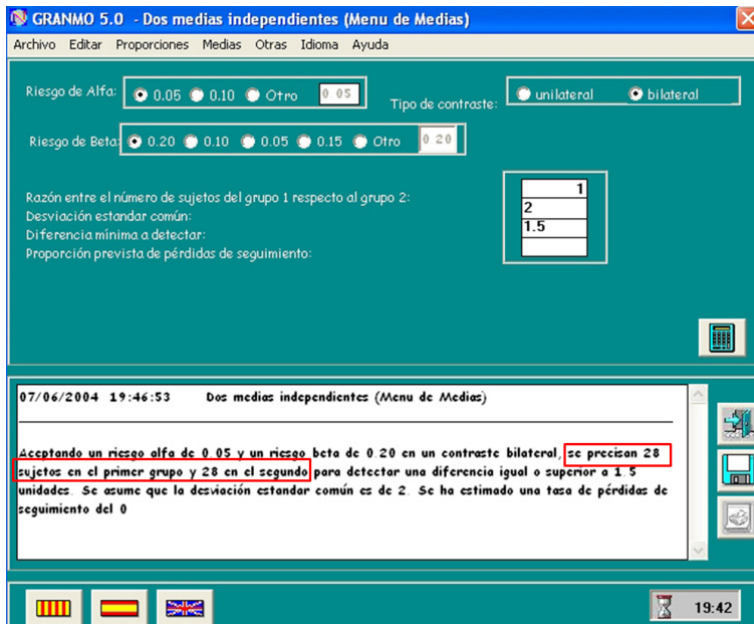 GRANMO 5.0 - Dos medias independientes (Menu de Medias)
Archivo Editar Proporciones Medias Otras Idioma Ayuda
Riesgo de Alfa: 0.05 0.10 Otro 0.05
Tipo de contraste: unilateral bilateral
Riesgo de Beta: 0.20 0.10 0.05 0.15 Otro 0.20
Razón entre el número de sujetos del grupo 1 respecto al grupo 2: 1
Desviación estandar común: 2
Diferencia mínima a detectar: 1.5
Proporción prevista de pérdidas de seguimiento:
07/06/2004 19:46:53 Dos medias independientes (Menu de Medias)
Aceptando un riesgo alfa de 0.05 y un riesgo beta de 0.20 en un contraste bilateral, se precisan 28
sujetos en el primer grupo y 28 en el segundo para detectar una diferencia igual o superior a 1.5
unidades. Se asume que la desviación estandar común es de 2. Se ha estimado una tasa de pérdidas de
seguimiento del 0
19:42